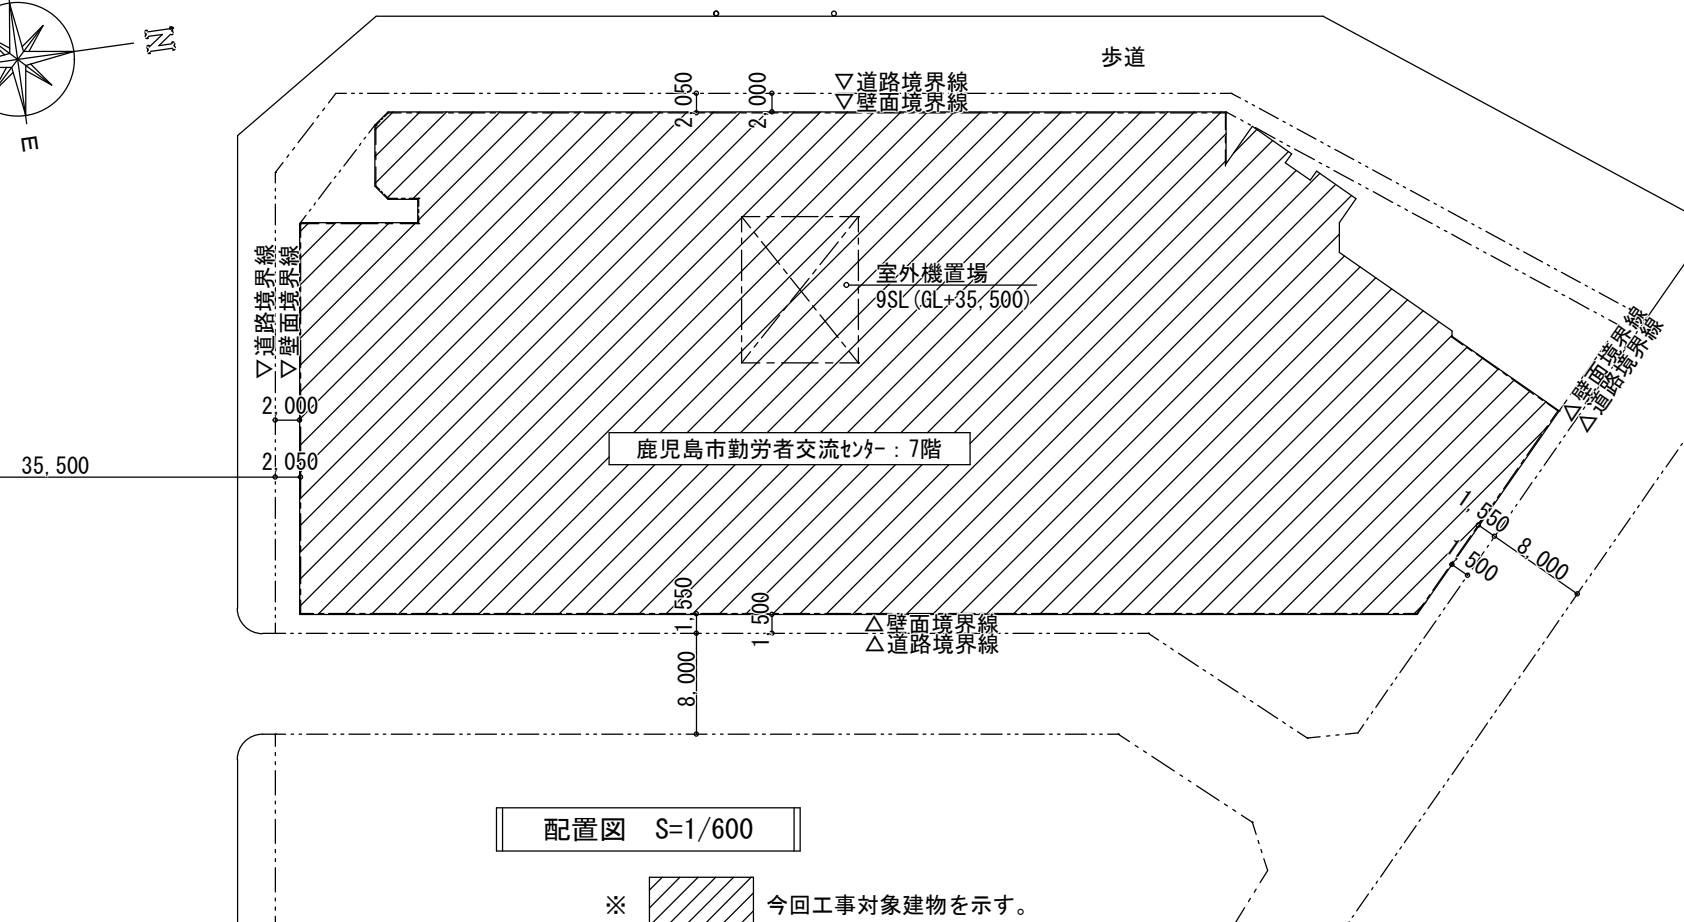 N
E
歩道
▽道路境界線
▽壁面境界線
2,050
2,000
室外機置場
9SL(GL+35,500)
▽道路境界線
▽壁面境界線
△壁面境界線
△道路境界線
2,000
2,050
35,500
鹿児島市勤労者交流ｾﾝﾀｰ：7階
1,550
1,500
8,000
1,550
1,500
△壁面境界線
△道路境界線
8,000
配置図 S=1/600
※ 今回工事対象建物を示す。